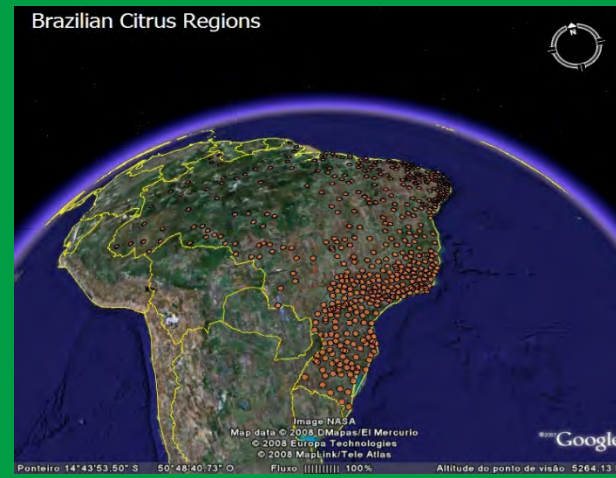 Brazilian Citrus Regions
N
Image NASA
Map data © 2008 DMapas/El Mercurio
© 2008 Europa Technologies
© 2008 MapLink/Tele Atlas
Google
Ponteiro 14°43'53.50" S 50°48'40.73" O Fluxo |||||||||| 100% Altitude do ponto de visão 5264.13